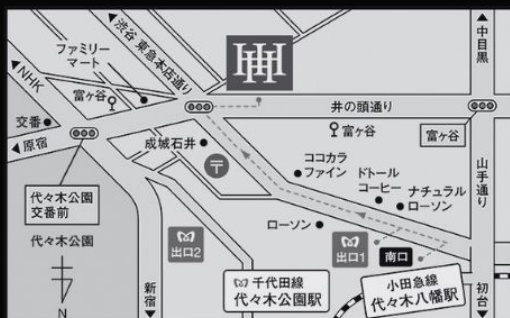 渋谷 東急本店通り
ファミリー
マート
NHK
富ヶ谷
交番
原宿
代々木公園
交番前
代々木公園
N
成城石井
〒
HH
中目黒
井の頭通り
富ヶ谷
富ヶ谷
山手通り
ココカラ
ファイン
ドトール
コーヒー
ナチュラル
ローソン
ローソン
出口2
出口1
南口
千代田線
代々木公園駅
小田急線
代々木八幡駅
新宿
初台